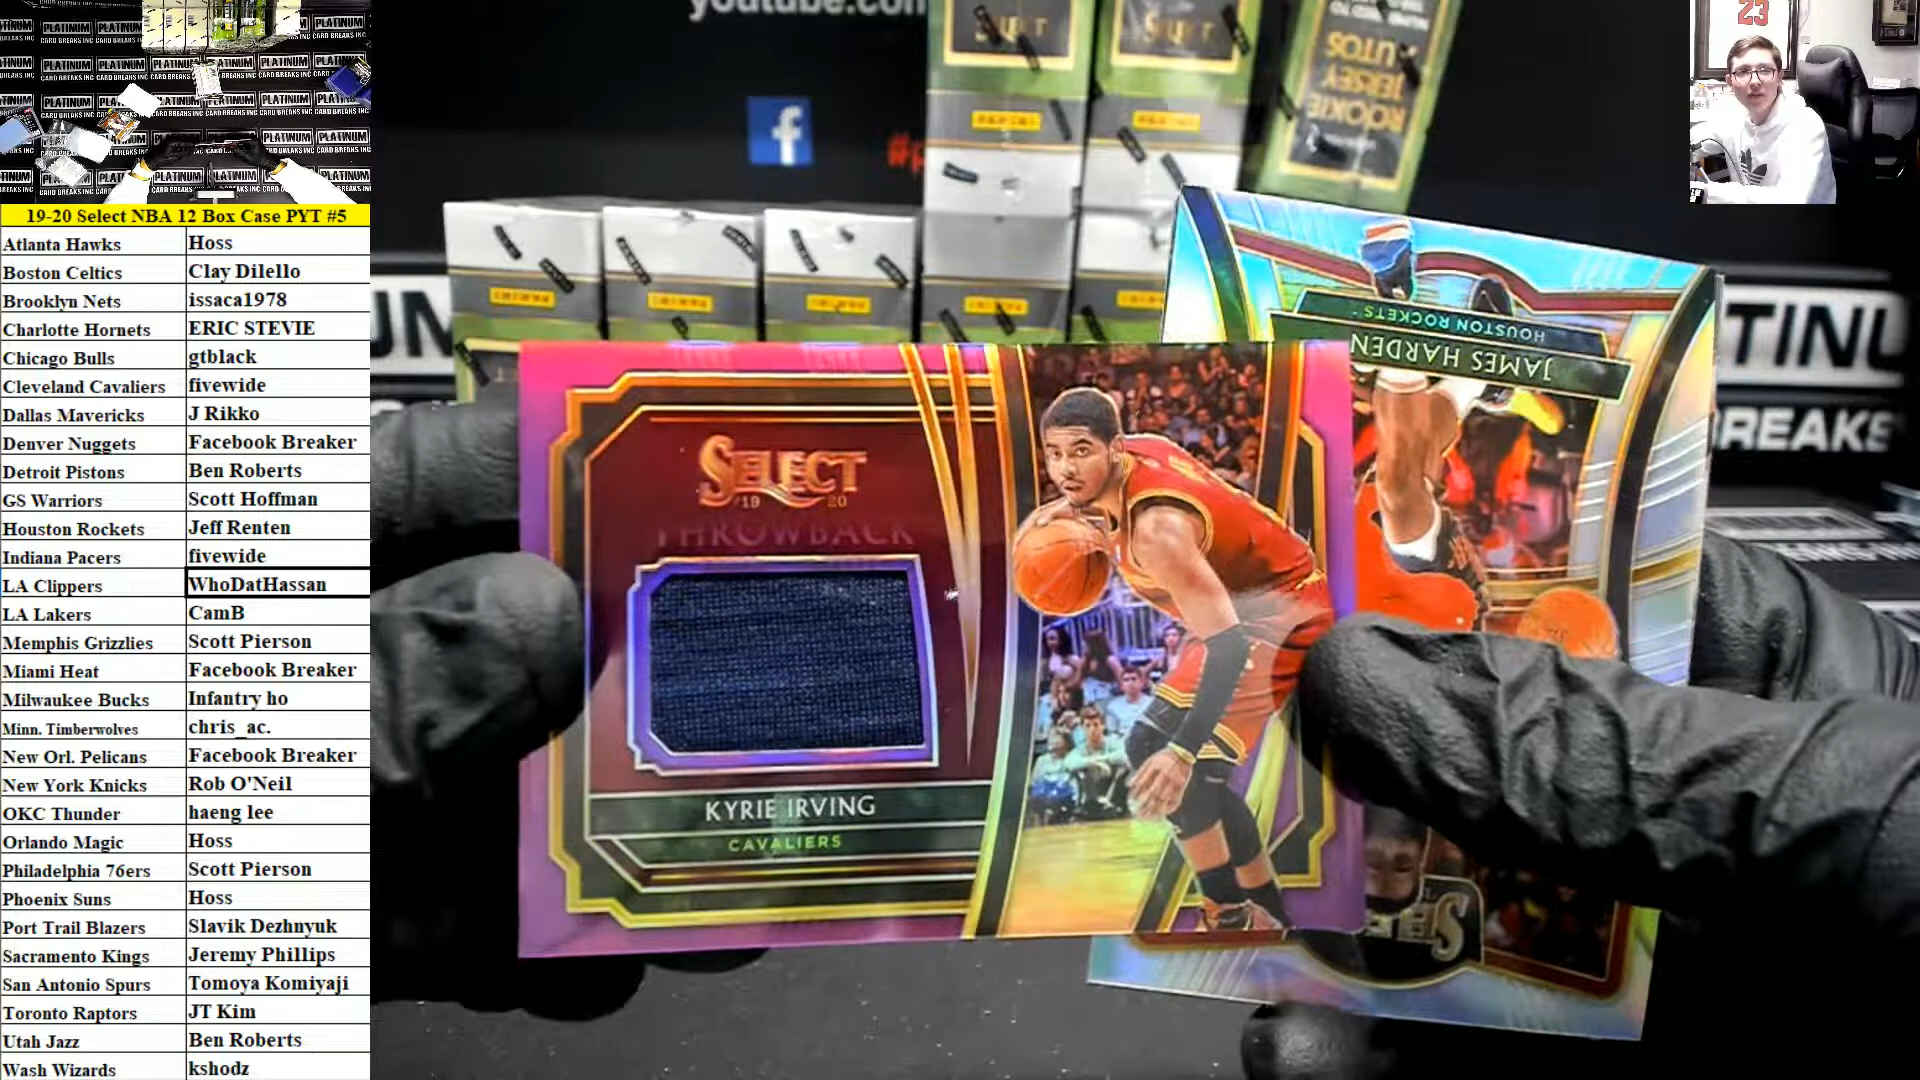 youtube.com
19-20 Select NBA 12 Box Case PYT #5
Atlanta Hawks Hoss
Boston Celtics Clay Dilello
Brooklyn Nets issaca1978
Charlotte Hornets ERIC STEVIE
Chicago Bulls gtblack
Cleveland Cavaliers fivewide
Dallas Mavericks J Rikko
Denver Nuggets Facebook Breaker
Detroit Pistons Ben Roberts
GS Warriors Scott Hoffman
Houston Rockets Jeff Renten
Indiana Pacers fivewide
LA Clippers WhoDatHassan
LA Lakers CamB
Memphis Grizzlies Scott Pierson
Miami Heat Facebook Breaker
Milwaukee Bucks Infantry ho
Minn. Timberwolves chris_ac.
New Orl. Pelicans Facebook Breaker
New York Knicks Rob O'Neil
OKC Thunder haeng lee
Orlando Magic Hoss
Philadelphia 76ers Scott Pierson
Phoenix Suns Hoss
Port Trail Blazers Slavik Dezhnyuk
Sacramento Kings Jeremy Phillips
San Antonio Spurs Tomoya Komiyaji
Toronto Raptors JT Kim
Utah Jazz Ben Roberts
Wash Wizards kshodz
SELECT
'19 20
THROWBACK
KYRIE IRVING
CAVALIERS
JAMES HARDEN
HOUSTON ROCKETS
ROOKIE
JERSEY
AUTOS
SELECT
SELECT
PANINI
PANINI
BREAKS
PLATINUM
CARD BREAKS INC
23